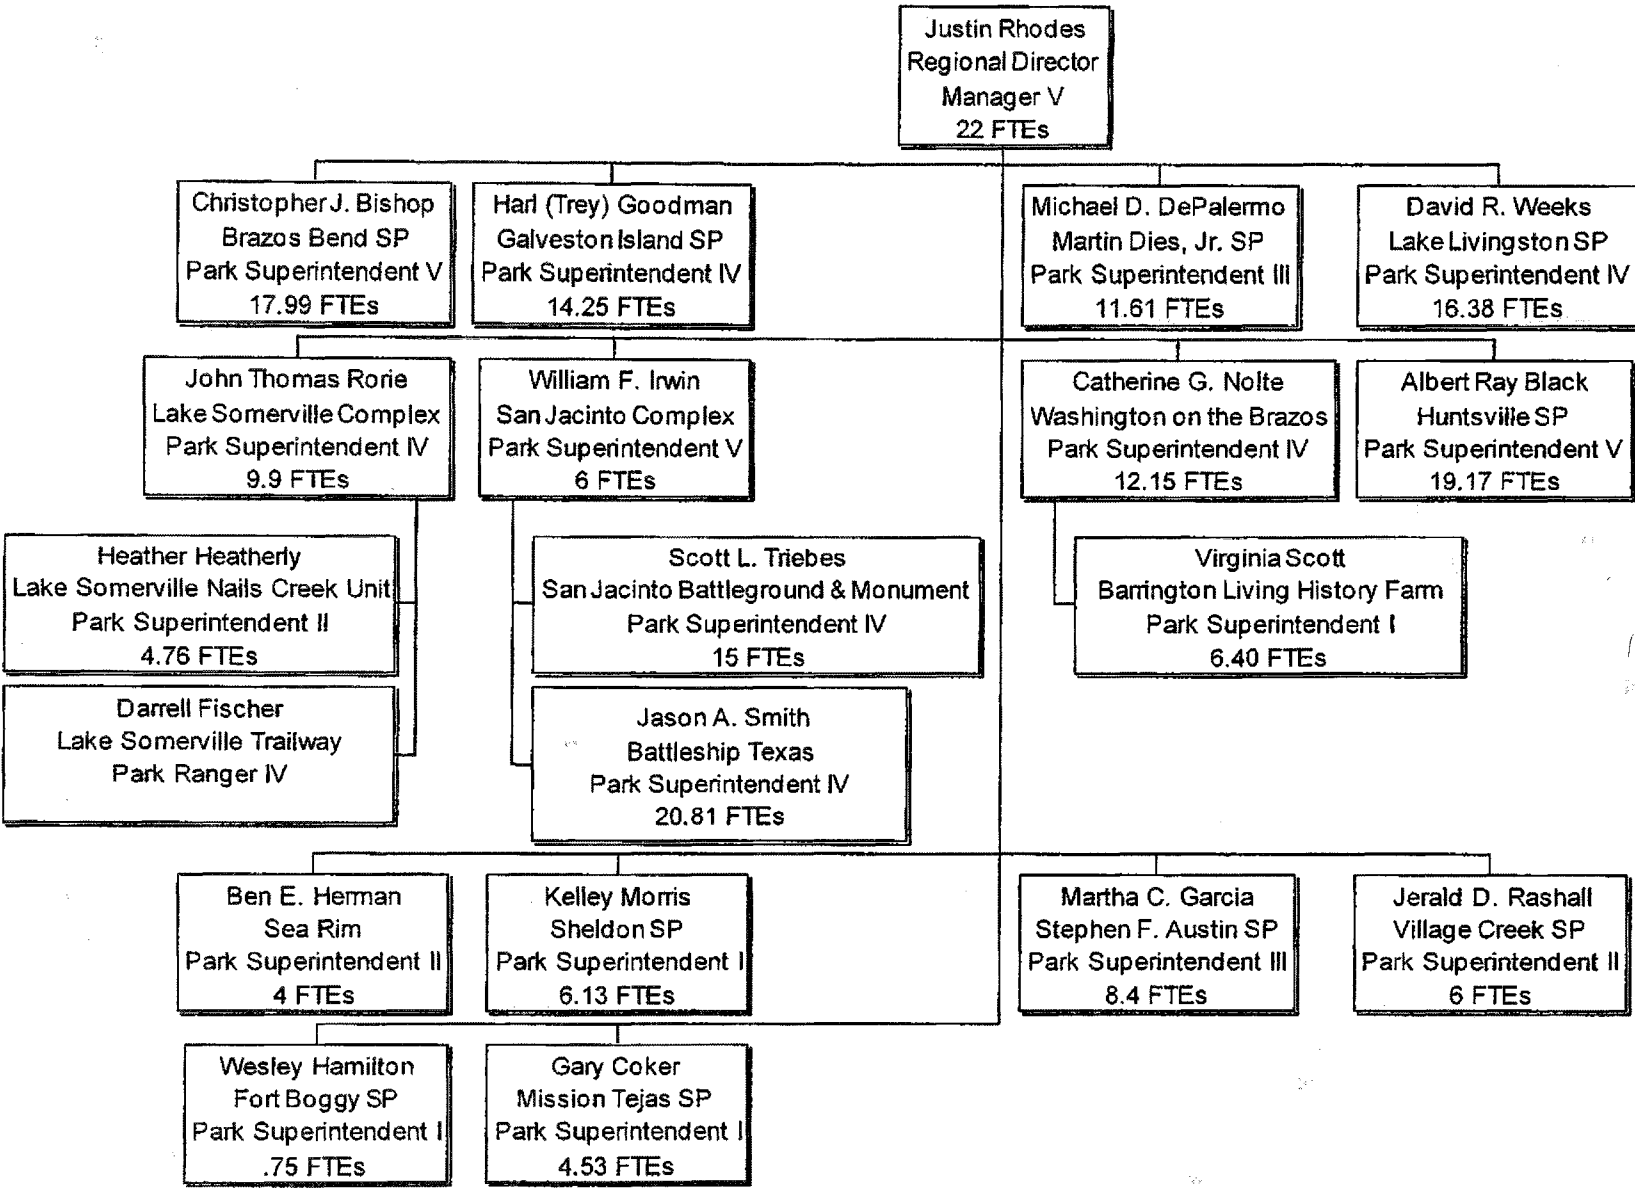 Justin Rhodes
Regional Director
Manager V
22 FTEs
Christopher J. Bishop
Brazos Bend SP
Park Superintendent V
17.99 FTEs
Harl (Trey) Goodman
Galveston Island SP
Park Superintendent IV
14.25 FTEs
Michael D. DePalermo
Martin Dies, Jr. SP
Park Superintendent III
11.61 FTEs
David R. Weeks
Lake Livingston SP
Park Superintendent IV
16.38 FTEs
John Thomas Rorie
Lake Somerville Complex
Park Superintendent IV
9.9 FTEs
William F. Irwin
San Jacinto Complex
Park Superintendent V
6 FTEs
Catherine G. Nolte
Washington on the Brazos
Park Superintendent IV
12.15 FTEs
Albert Ray Black
Huntsville SP
Park Superintendent V
19.17 FTEs
Heather Heatherly
Lake Somerville Nails Creek Unit
Park Superintendent II
4.76 FTEs
Scott L. Triebes
San Jacinto Battleground & Monument
Park Superintendent IV
15 FTEs
Virginia Scott
Barrington Living History Farm
Park Superintendent I
6.40 FTEs
Darrell Fischer
Lake Somerville Trailway
Park Ranger IV
Jason A. Smith
Battleship Texas
Park Superintendent IV
20.81 FTEs
Ben E. Herman
Sea Rim
Park Superintendent II
4 FTEs
Kelley Morris
Sheldon SP
Park Superintendent I
6.13 FTEs
Martha C. Garcia
Stephen F. Austin SP
Park Superintendent III
8.4 FTEs
Jerald D. Rashall
Village Creek SP
Park Superintendent II
6 FTEs
Wesley Hamilton
Fort Boggy SP
Park Superintendent I
.75 FTEs
Gary Coker
Mission Tejas SP
Park Superintendent I
4.53 FTEs